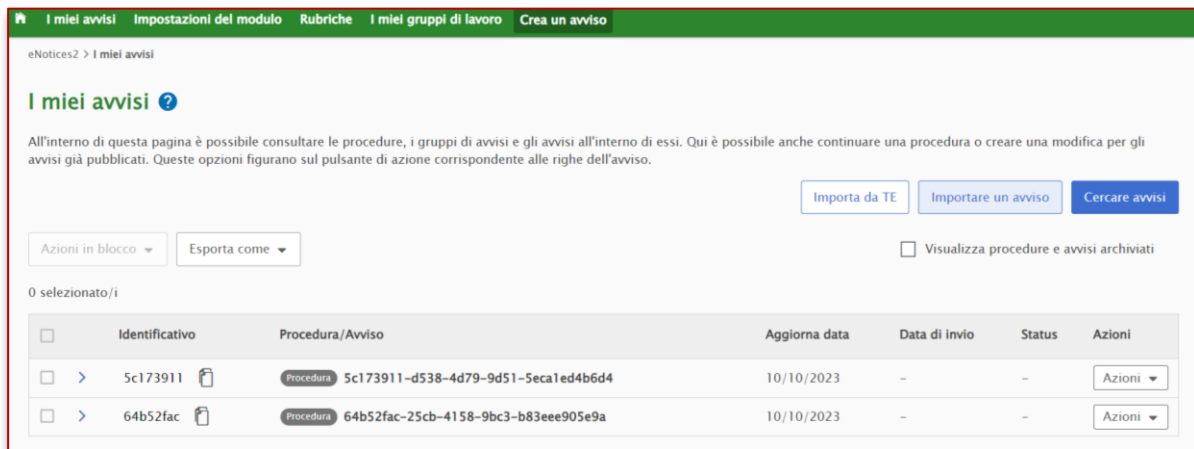 I miei avvisi Impostazioni del modulo Rubriche I miei gruppi di lavoro Crea un avviso
eNotices2 > I miei avvisi
I miei avvisi ?
All'interno di questa pagina è possibile consultare le procedure, i gruppi di avvisi e gli avvisi all'interno di essi. Qui è possibile anche continuare una procedura o creare una modifica per gli
avvisi già pubblicati. Queste opzioni figurano sul pulsante di azione corrispondente alle righe dell'avviso.
Importa da TE Importare un avviso Cercare avvisi
Azioni in blocco Esporta come Visualizza procedure e avvisi archiviati
0 selezionato/i
Identificativo Procedura/Avviso Aggiorna data Data di invio Status Azioni
5c173911 Procedura 5c173911-d538-4d79-9d51-5eca1ed4b6d4 10/10/2023 - - Azioni
64b52fac Procedura 64b52fac-25cb-4158-9bc3-b83eee905e9a 10/10/2023 - - Azioni